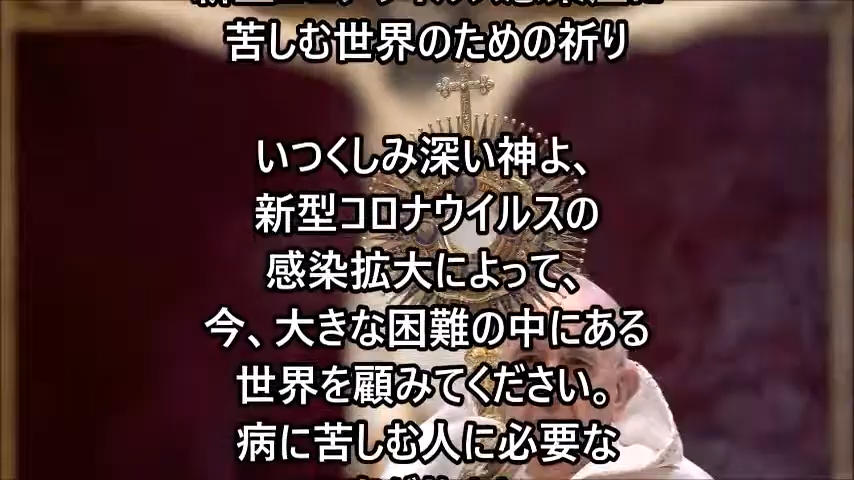 苦しむ世界のための祈り
いつくしみ深い神よ、
新型コロナウイルスの
感染拡大によって、
今、大きな困難の中にある
世界を顧みてください。
病に苦しむ人に必要な